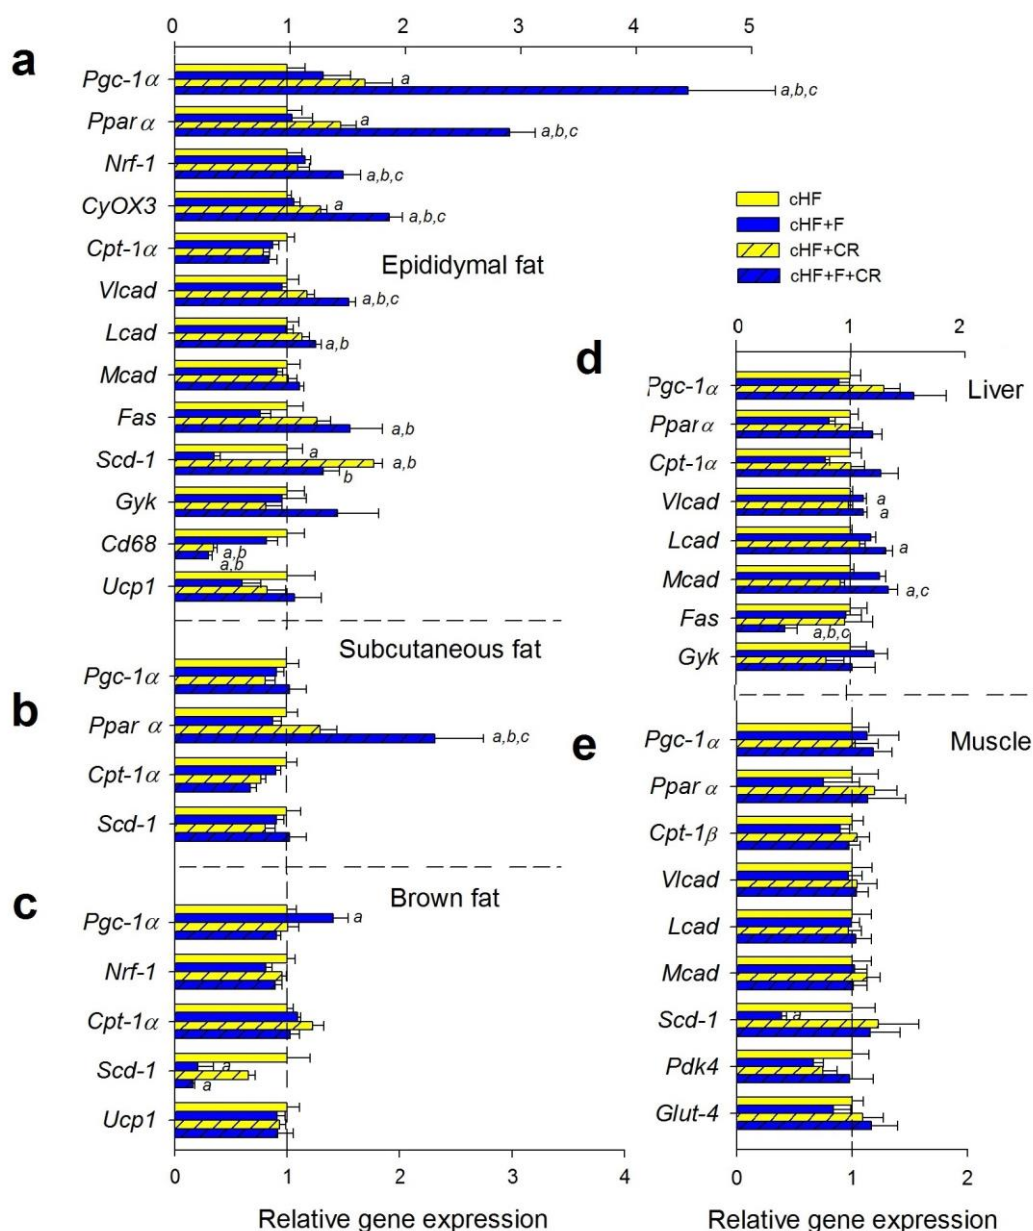 0 1 2 3 4 5
a
Pgc-1α a a,b,c
Ppar α a a,b,c
Nrf-1 a,b,c
CyOX3 a a,b,c
Cpt-1α
Epididymal fat
Vlcad a,b,c
Lcad a,b
Mcad
Fas a,b
Scd-1 a a,b b
Gyk
Cd68 a,b a,b
Ucp1
Subcutaneous fat
b
Pgc-1α
Ppar α a,b,c
Cpt-1α
Scd-1
Brown fat
c
Pgc-1α a
Nrf-1
Cpt-1α
Scd-1 a a
Ucp1
0 1 2 3 4
Relative gene expression
cHF
cHF+F
cHF+CR
cHF+F+CR
0 1 2
d
Liver
Pgc-1α
Ppar α
Cpt-1α
Vlcad a a
Lcad a
Mcad a,c
Fas a,b,c
Gyk
e
Muscle
Pgc-1α
Ppar α
Cpt-1β
Vlcad
Lcad
Mcad
Scd-1 a
Pdk4
Glut-4
0 1 2
Relative gene expression